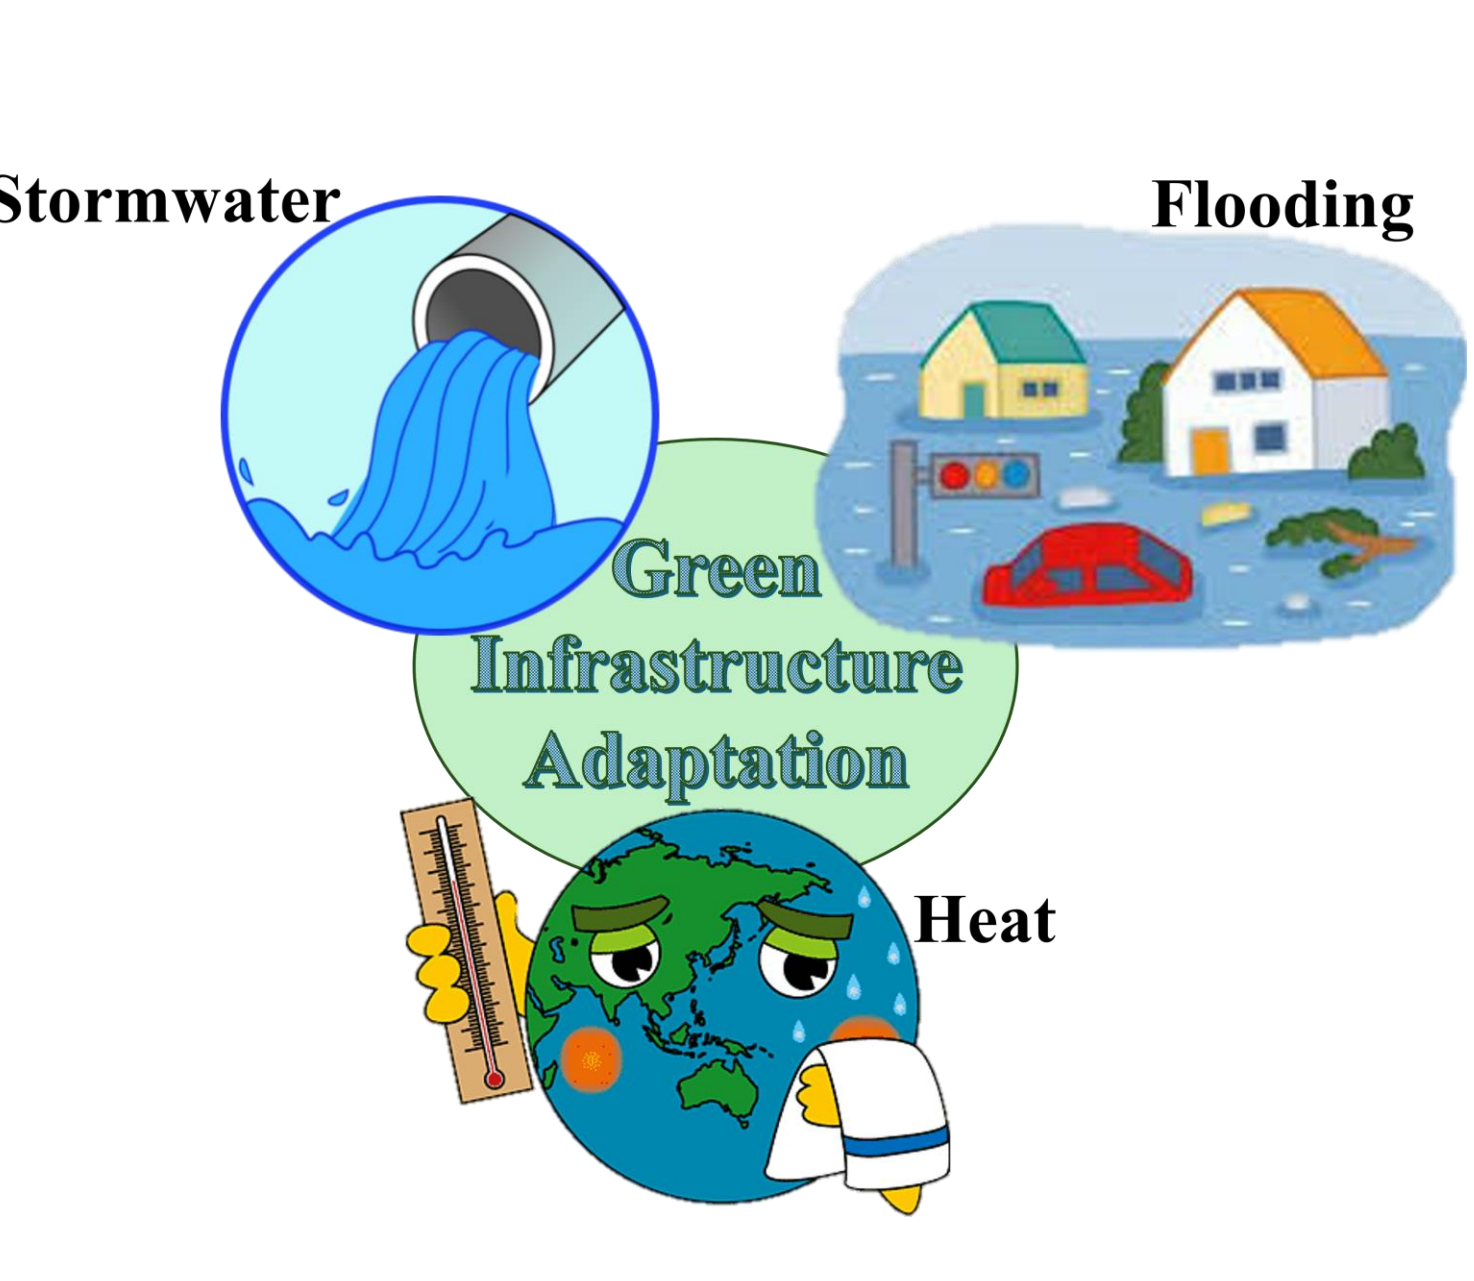 Stormwater
Flooding
Green
Infrastructure
Adaptation
Heat